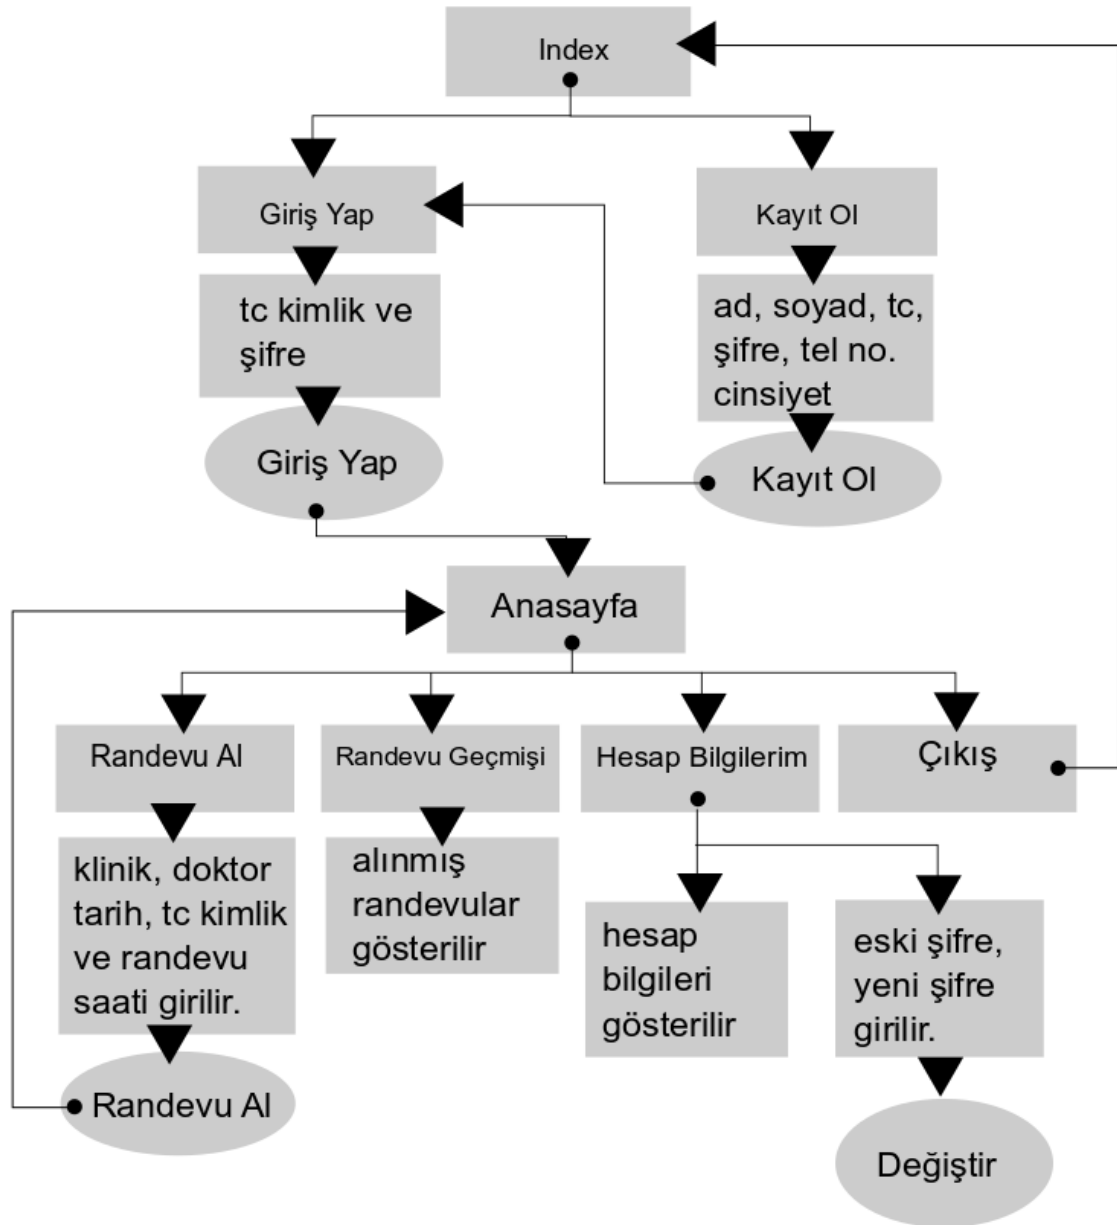 Index
Giriş Yap
Kayıt Ol
tc kimlik ve
şifre
ad, soyad, tc,
şifre, tel no.
cinsiyet
Giriş Yap
Kayıt Ol
Anasayfa
Randevu Al
Randevu Geçmişi
Hesap Bilgilerim
Çıkış
klinik, doktor
tarih, tc kimlik
ve randevu
saati girilir.
alınmış
randevular
gösterilir
hesap
bilgileri
gösterilir
eski şifre,
yeni şifre
girilir.
Randevu Al
Değiştir